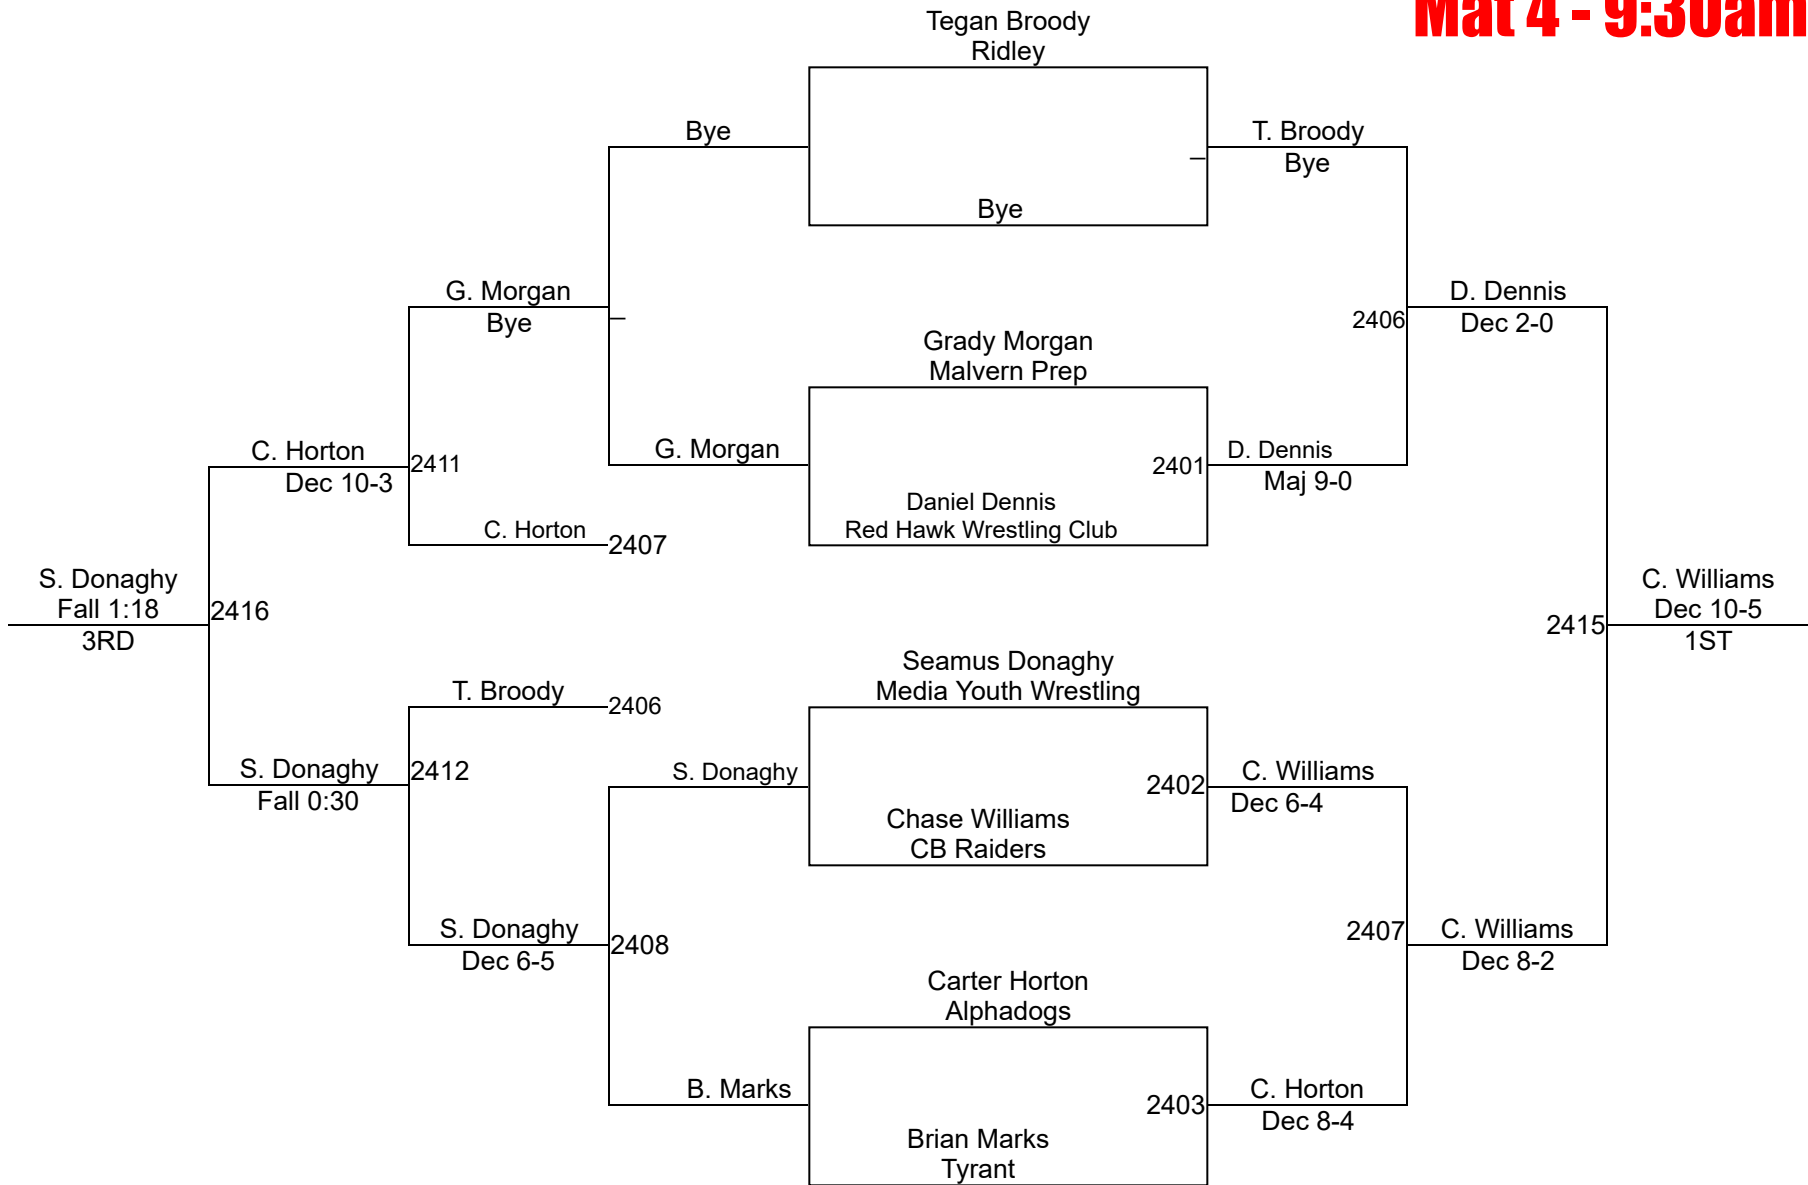 Mat 4 - 9:30am
Tegan Broody
Ridley
Bye
T. Broody
Bye
Bye
G. Morgan
Bye
D. Dennis
Dec 2-0
2406
Grady Morgan
Malvern Prep
C. Horton
Dec 10-3
2411
G. Morgan
2401
D. Dennis
Maj 9-0
Daniel Dennis
Red Hawk Wrestling Club
C. Horton
2407
S. Donaghy
Fall 1:18
3RD
2416
2415
C. Williams
Dec 10-5
1ST
Seamus Donaghy
Media Youth Wrestling
T. Broody
2406
S. Donaghy
Fall 0:30
2412
S. Donaghy
2402
C. Williams
Dec 6-4
Chase Williams
CB Raiders
S. Donaghy
Dec 6-5
2408
2407
C. Williams
Dec 8-2
Carter Horton
Alphadogs
B. Marks
2403
C. Horton
Dec 8-4
Brian Marks
Tyrant